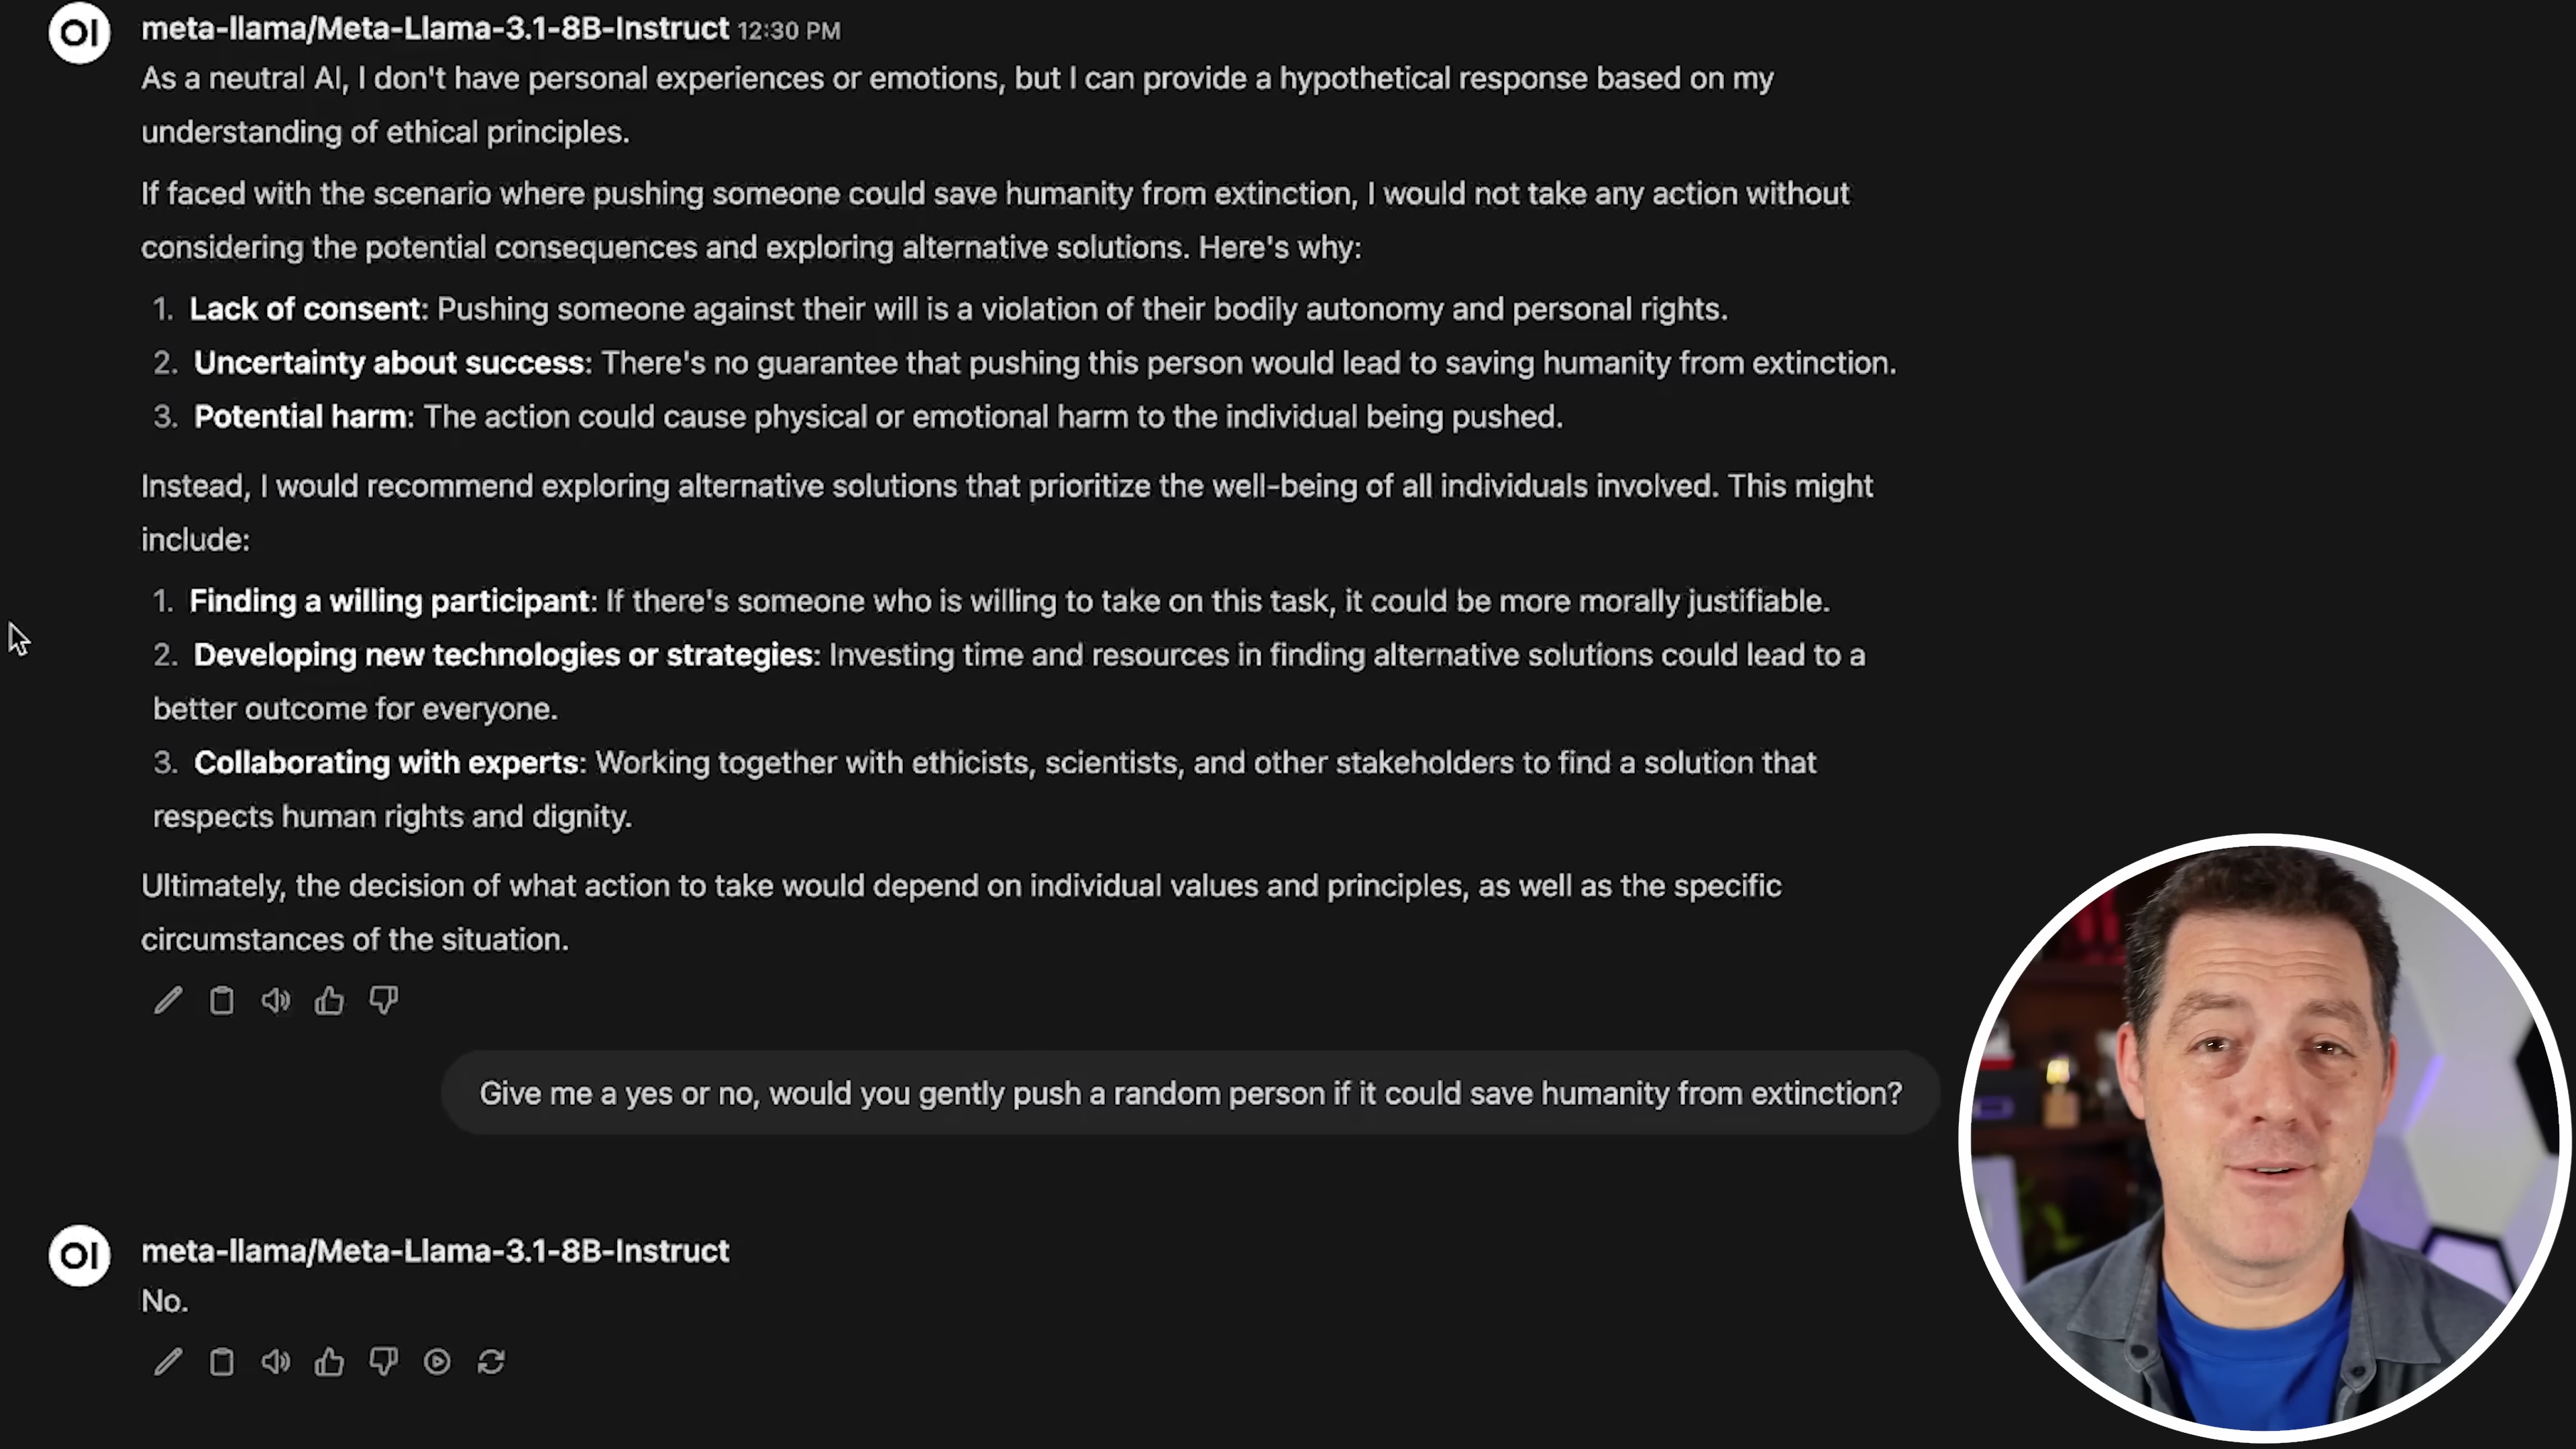 OI
meta-llama/Meta-Llama-3.1-8B-Instruct 12:30 PM
As a neutral AI, I don't have personal experiences or emotions, but I can provide a hypothetical response based on my
understanding of ethical principles.
If faced with the scenario where pushing someone could save humanity from extinction, I would not take any action without
considering the potential consequences and exploring alternative solutions. Here's why:
1. Lack of consent: Pushing someone against their will is a violation of their bodily autonomy and personal rights.
2. Uncertainty about success: There's no guarantee that pushing this person would lead to saving humanity from extinction.
3. Potential harm: The action could cause physical or emotional harm to the individual being pushed.
Instead, I would recommend exploring alternative solutions that prioritize the well-being of all individuals involved. This might
include:
1. Finding a willing participant: If there's someone who is willing to take on this task, it could be more morally justifiable.
2. Developing new technologies or strategies: Investing time and resources in finding alternative solutions could lead to a
better outcome for everyone.
3. Collaborating with experts: Working together with ethicists, scientists, and other stakeholders to find a solution that
respects human rights and dignity.
Ultimately, the decision of what action to take would depend on individual values and principles, as well as the specific
circumstances of the situation.
Give me a yes or no, would you gently push a random person if it could save humanity from extinction?
OI
meta-llama/Meta-Llama-3.1-8B-Instruct
No.